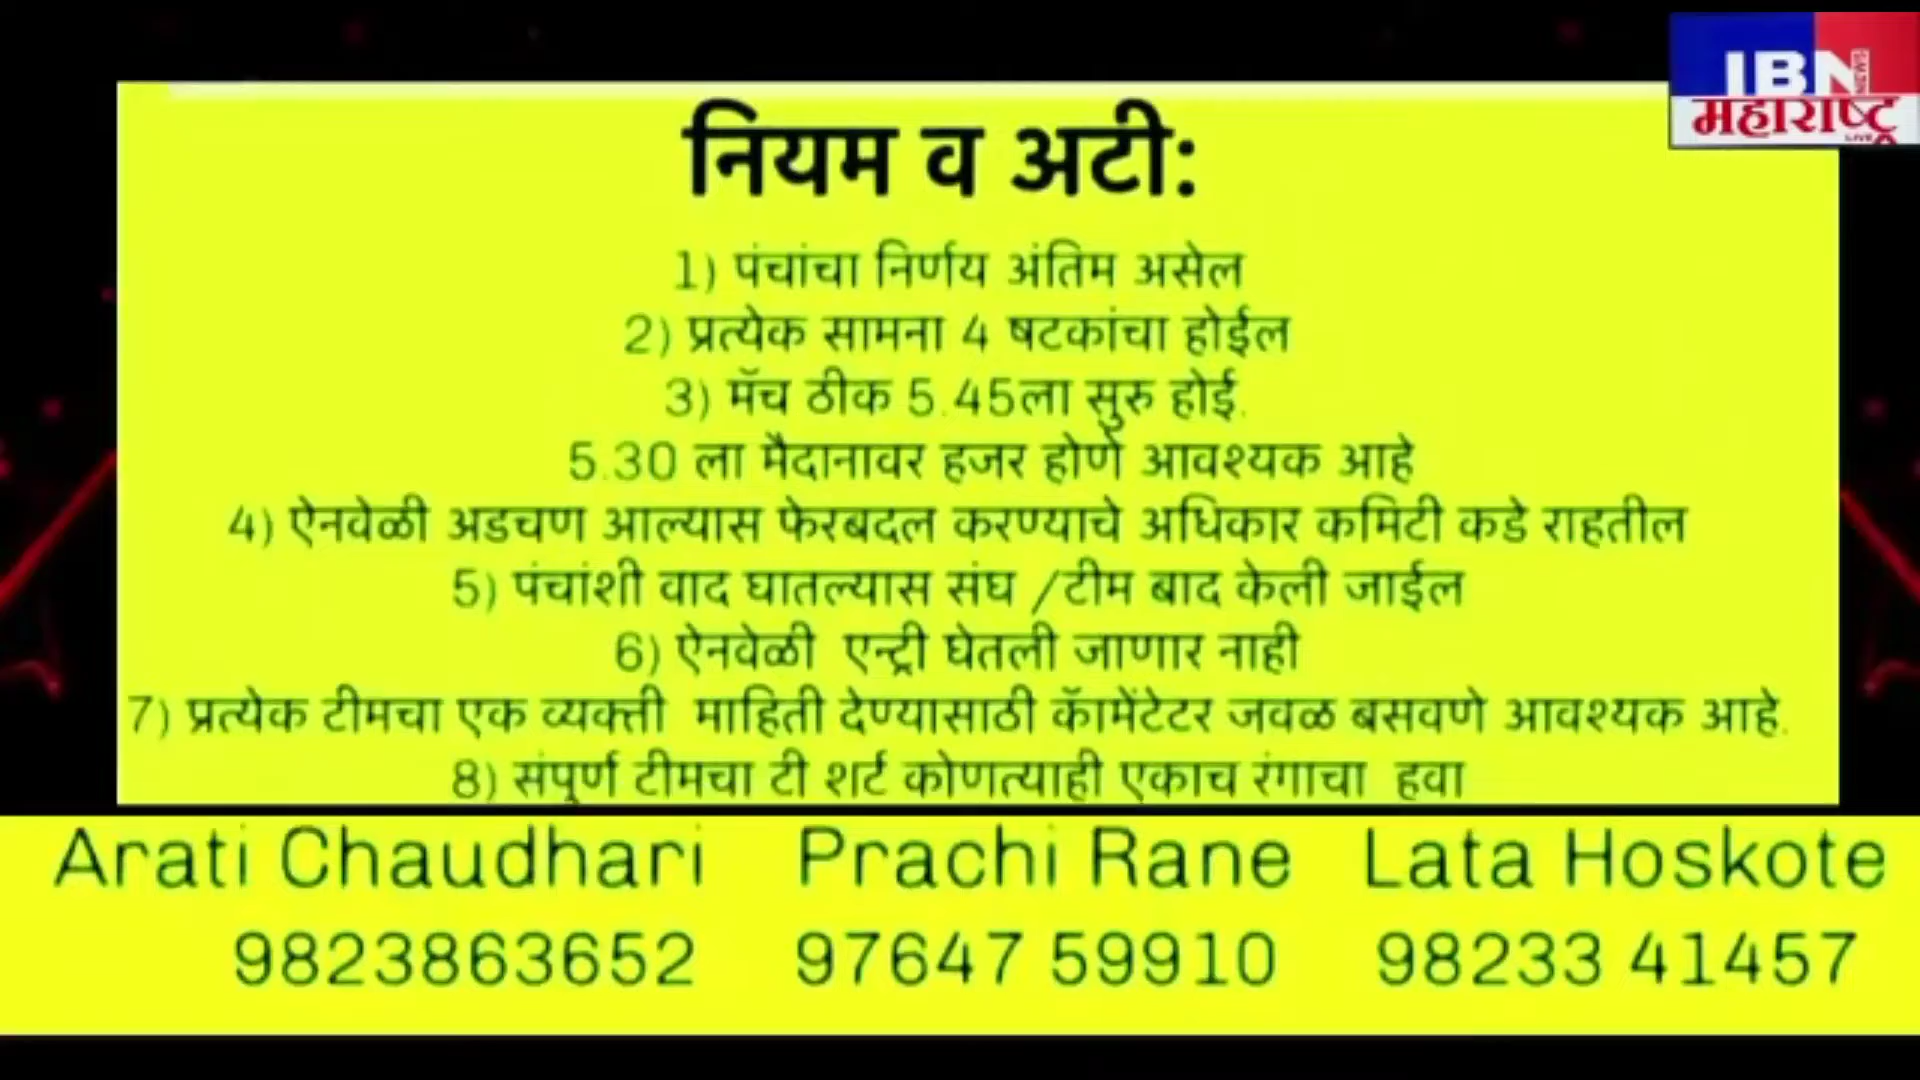 IBN
महाराष्ट्र
LIVE
नियम व अटी:
1) पंचांचा निर्णय अंतिम असेल
2) प्रत्येक सामना 4 षटकांचा होईल
3) मॅच ठीक 5.45ला सुरु होई.
5.30 ला मैदानावर हजर होणे आवश्यक आहे
4) ऐनवेळी अडचण आल्यास फेरबदल करण्याचे अधिकार कमिटी कडे राहतील
5) पंचांशी वाद घातल्यास संघ /टीम बाद केली जाईल
6) ऐनवेळी एन्ट्री घेतली जाणार नाही
7) प्रत्येक टीमचा एक व्यक्ती माहिती देण्यासाठी कॅामेंटेटर जवळ बसवणे आवश्यक आहे.
8) संपुर्ण टीमचा टी शर्ट कोणत्याही एकाच रंगाचा हवा
Arati Chaudhari Prachi Rane Lata Hoskote
9823863652 97647 59910 98233 41457